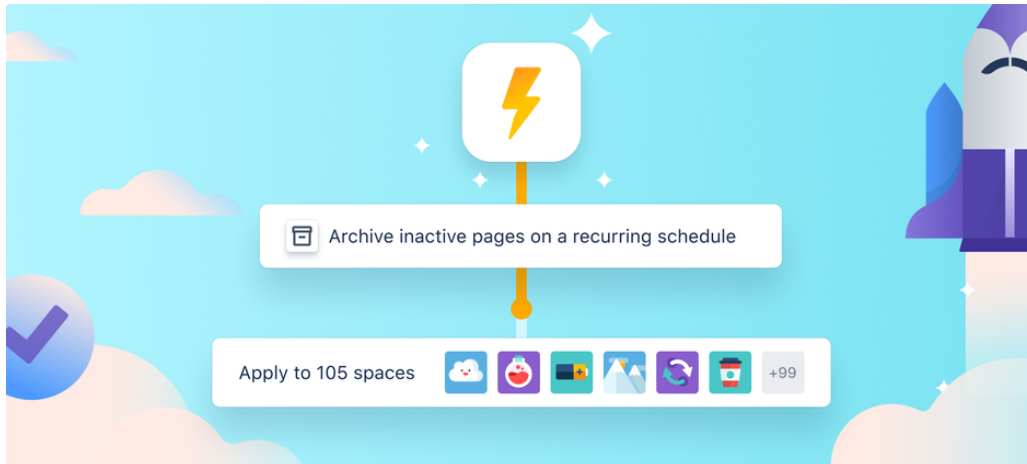 Archive inactive pages on a recurring schedule
Apply to 105 spaces
+99